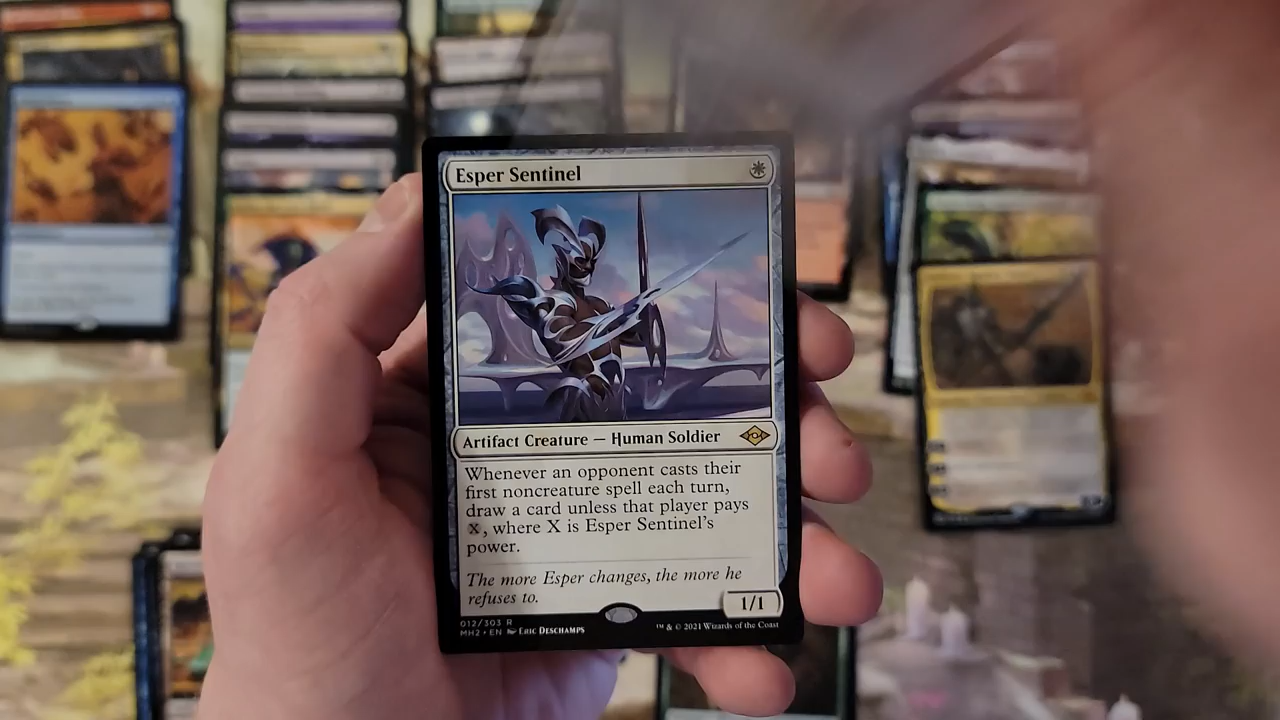 Esper Sentinel
Artifact Creature — Human Soldier
Whenever an opponent casts their
first noncreature spell each turn,
draw a card unless that player pays
X, where X is Esper Sentinel's
power.
The more Esper changes, the more he
refuses to.
1/1
012/303 R
MH2 • EN Eric Deschamps
™ & © 2021 Wizards of the Coast